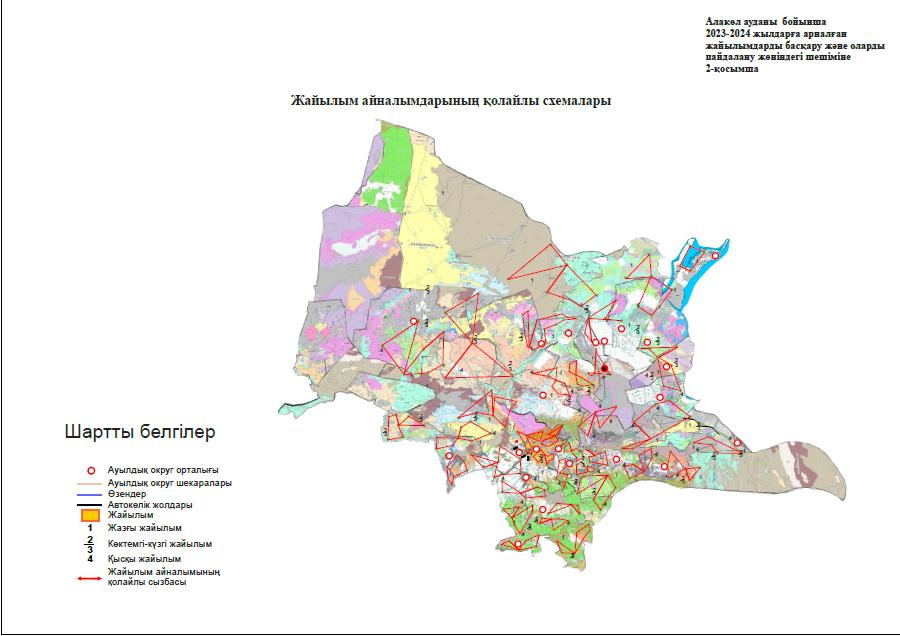 Алакөл ауданы бойынша
2023-2024 жылдарға арналған
жайылымдарды басқару және оларды
пайдалану жөніндегі шешіміне
2-қосымша
Жайылым айналымдарының қолайлы схемалары
Шартты белгілер
Ауылдық округ орталығы
Ауылдық округ шекаралары
Өзендер
Автокөлік жолдары
Жайылым
1 Жазғы жайылым
2
3 Көктемгі-күзгі жайылым
4 Қысқы жайылым
Жайылым айналымының
қолайлы сызбасы